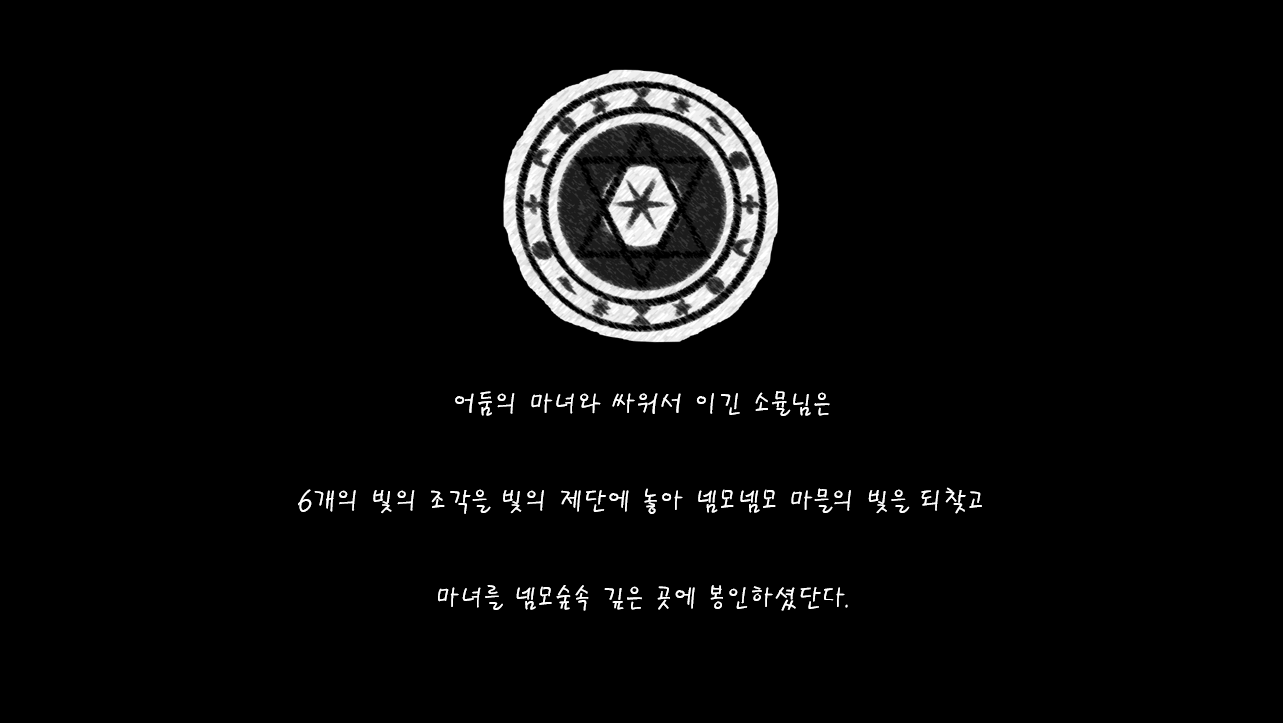 어둠의 마녀와 싸워서 이긴 소뮬님은
6개의 빛의 조각을 빛의 제단에 놓아 넴모넴모 마믈의 빛을 되찾고
마녀를 넴모숲속 깊은 곳에 봉인하셨단다.